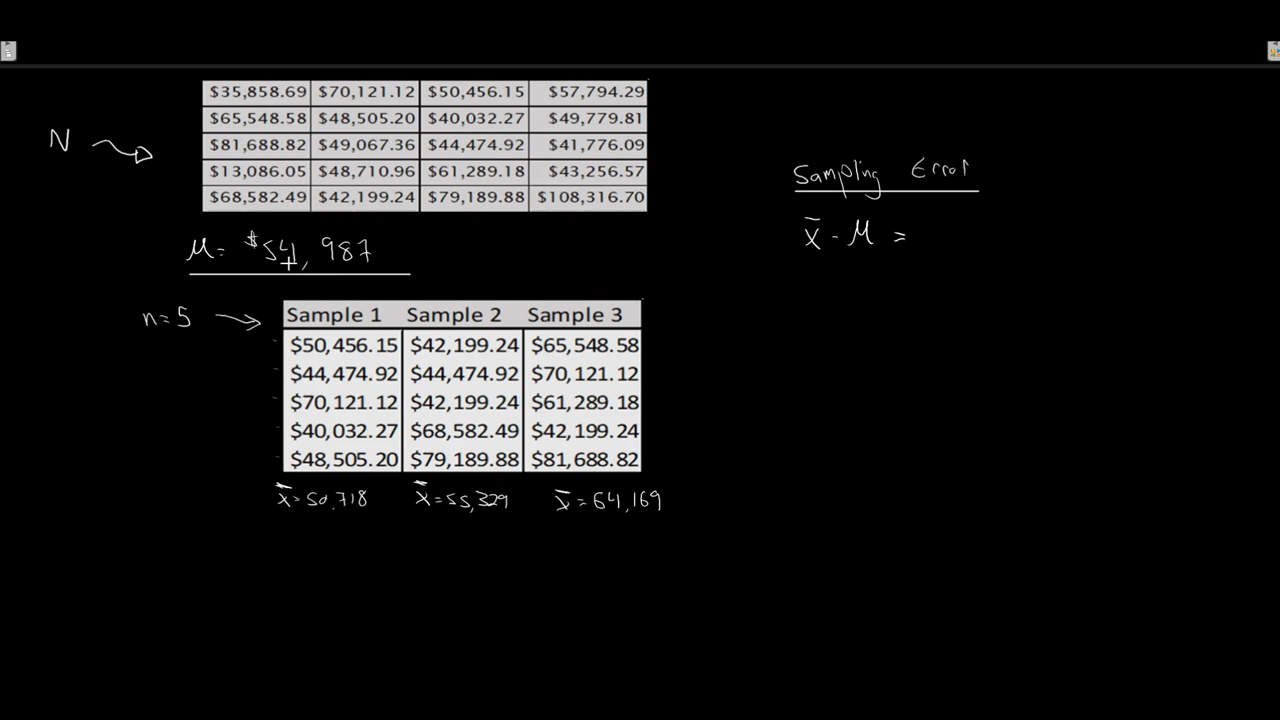 $35,858.69 $70,121.12 $50,456.15 $57,794.29
$65,548.58 $48,505.20 $40,032.27 $49,779.81
N
$81,688.82 $49,067.36 $44,474.92 $41,776.09
$13,086.05 $48,710.96 $61,289.18 $43,256.57
Sampling Error
$68,582.49 $42,199.24 $79,189.88 $108,316.70
x̄ - μ =
μ = $54,987
n = 5
Sample 1 Sample 2 Sample 3
$50,456.15 $42,199.24 $65,548.58
$44,474.92 $44,474.92 $70,121.12
$70,121.12 $42,199.24 $61,289.18
$40,032.27 $68,582.49 $42,199.24
$48,505.20 $79,189.88 $81,688.82
x̄ = 50,718 x̄ = 55,329 x̄ = 64,169